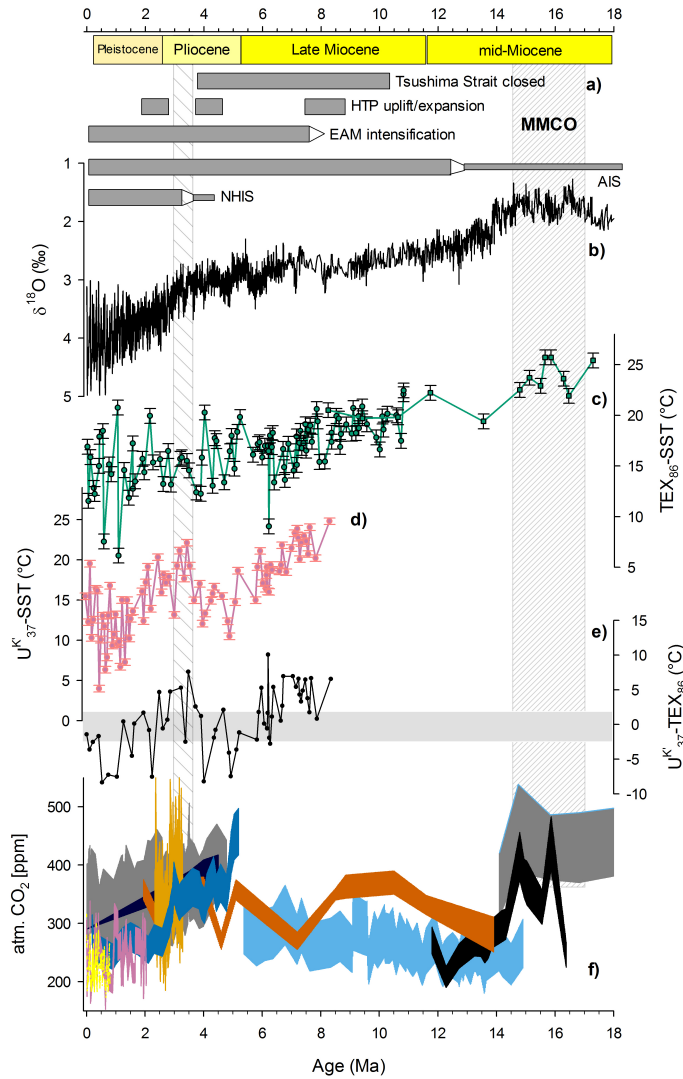 0 2 4 6 8 10 12 14 16 18
Pleistocene Pliocene Late Miocene mid-Miocene
Tsushima Strait closed a)
HTP uplift/expansion
MMCO
EAM intensification
AIS
NHIS
1
2
3
4
5
δ 18O (‰)
b)
25
20
15
10
5
TEX86-SST (°C)
c)
25
20
15
10
5
0
UK'37-SST (°C)
d)
15
10
5
0
-5
-10
UK'37-TEX86 (°C)
e)
500
400
300
200
atm. CO2 [ppm]
f)
0 2 4 6 8 10 12 14 16 18
Age (Ma)